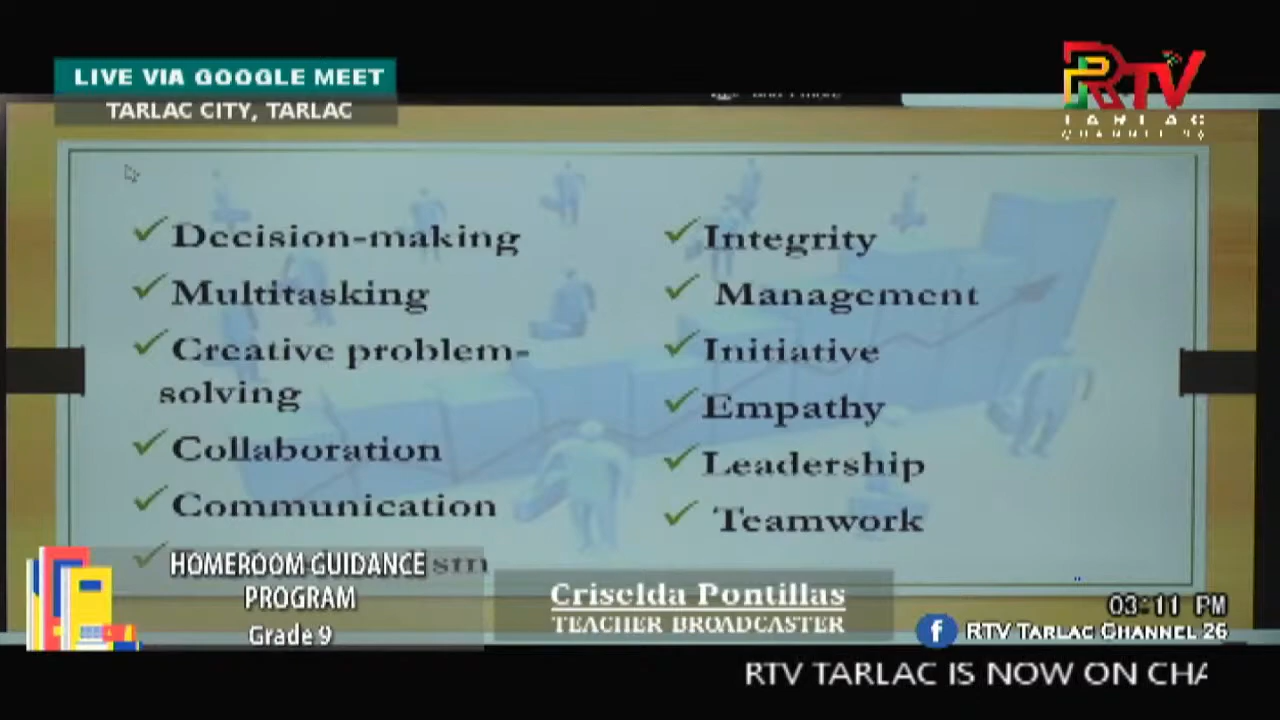 LIVE VIA GOOGLE MEET
TARLAC CITY, TARLAC
RTV
TARLAC
CHANNEL 26
Decision-making
Multitasking
Creative problem-
solving
Collaboration
Communication
Integrity
Management
Initiative
Empathy
Leadership
Teamwork
HOMEROOM GUIDANCE
PROGRAM
Grade 9
Criselda Pontillas
TEACHER BROADCASTER
03:11 PM
RTV TARLAC CHANNEL 26
RTV TARLAC IS NOW ON CHA